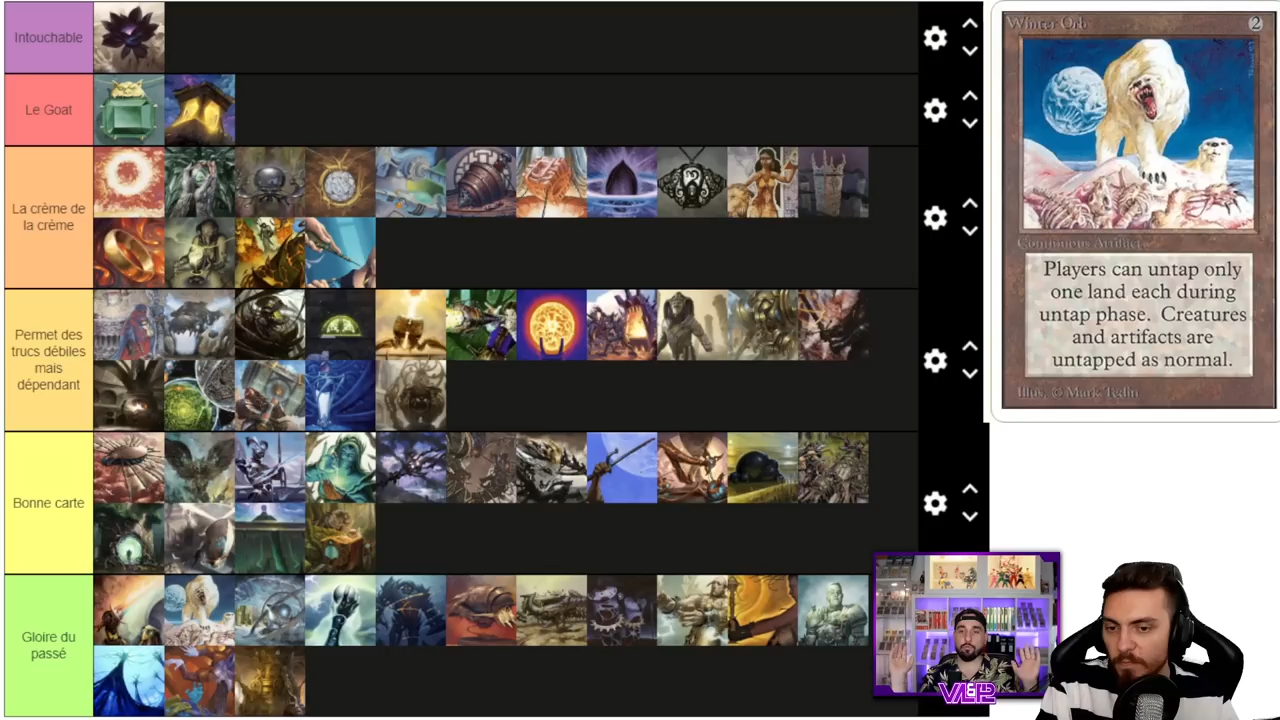 Intouchable
Le Goat
La crème de
la crème
Permet des
trucs débiles
mais
dépendant
Bonne carte
Gloire du
passé
Winter Orb
2
Continuous Artifact
Players can untap only
one land each during
untap phase. Creatures
and artifacts are
untapped as normal.
Illus. © Mark Tedin